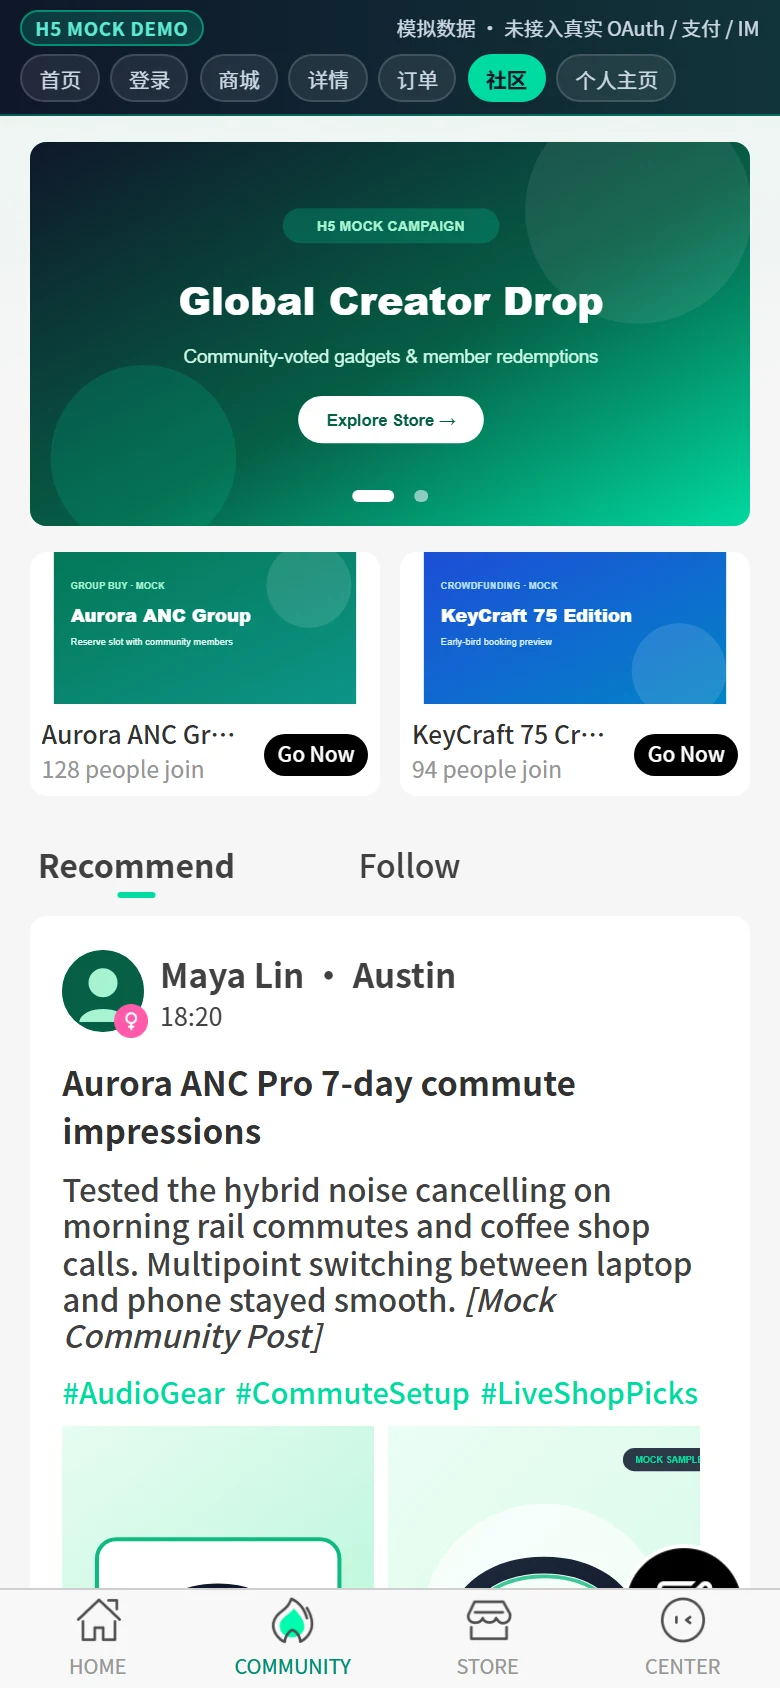 H5 MOCK DEMO
模拟数据 · 未接入真实 OAuth / 支付 / IM
首页 登录 商城 详情 订单 社区 个人主页
H5 MOCK CAMPAIGN
Global Creator Drop
Community-voted gadgets & member redemptions
Explore Store →
GROUP BUY · MOCK
Aurora ANC Group
Reserve slot with community members
Aurora ANC Gr···
128 people join
Go Now
CROWDFUNDING · MOCK
KeyCraft 75 Edition
Early-bird booking preview
KeyCraft 75 Cr···
94 people join
Go Now
Recommend Follow
Maya Lin · Austin
18:20
Aurora ANC Pro 7-day commute
impressions
Tested the hybrid noise cancelling on
morning rail commutes and coffee shop
calls. Multipoint switching between laptop
and phone stayed smooth. [Mock
Community Post]
#AudioGear #CommuteSetup #LiveShopPicks
MOCK SAMPLE
HOME COMMUNITY STORE CENTER